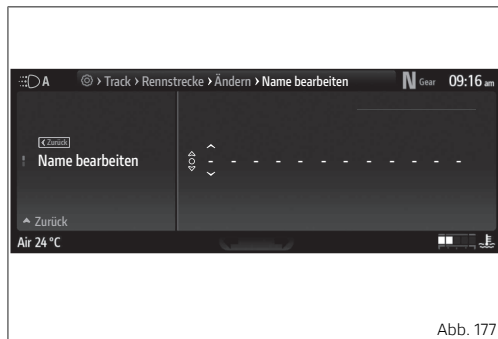 A Track › Rennstrecke › Ändern › Name bearbeiten N Gear 09:16 am
Zurück
Name bearbeiten
- - - - - - - - - - - -
Zurück
Air 24 °C
Abb. 177